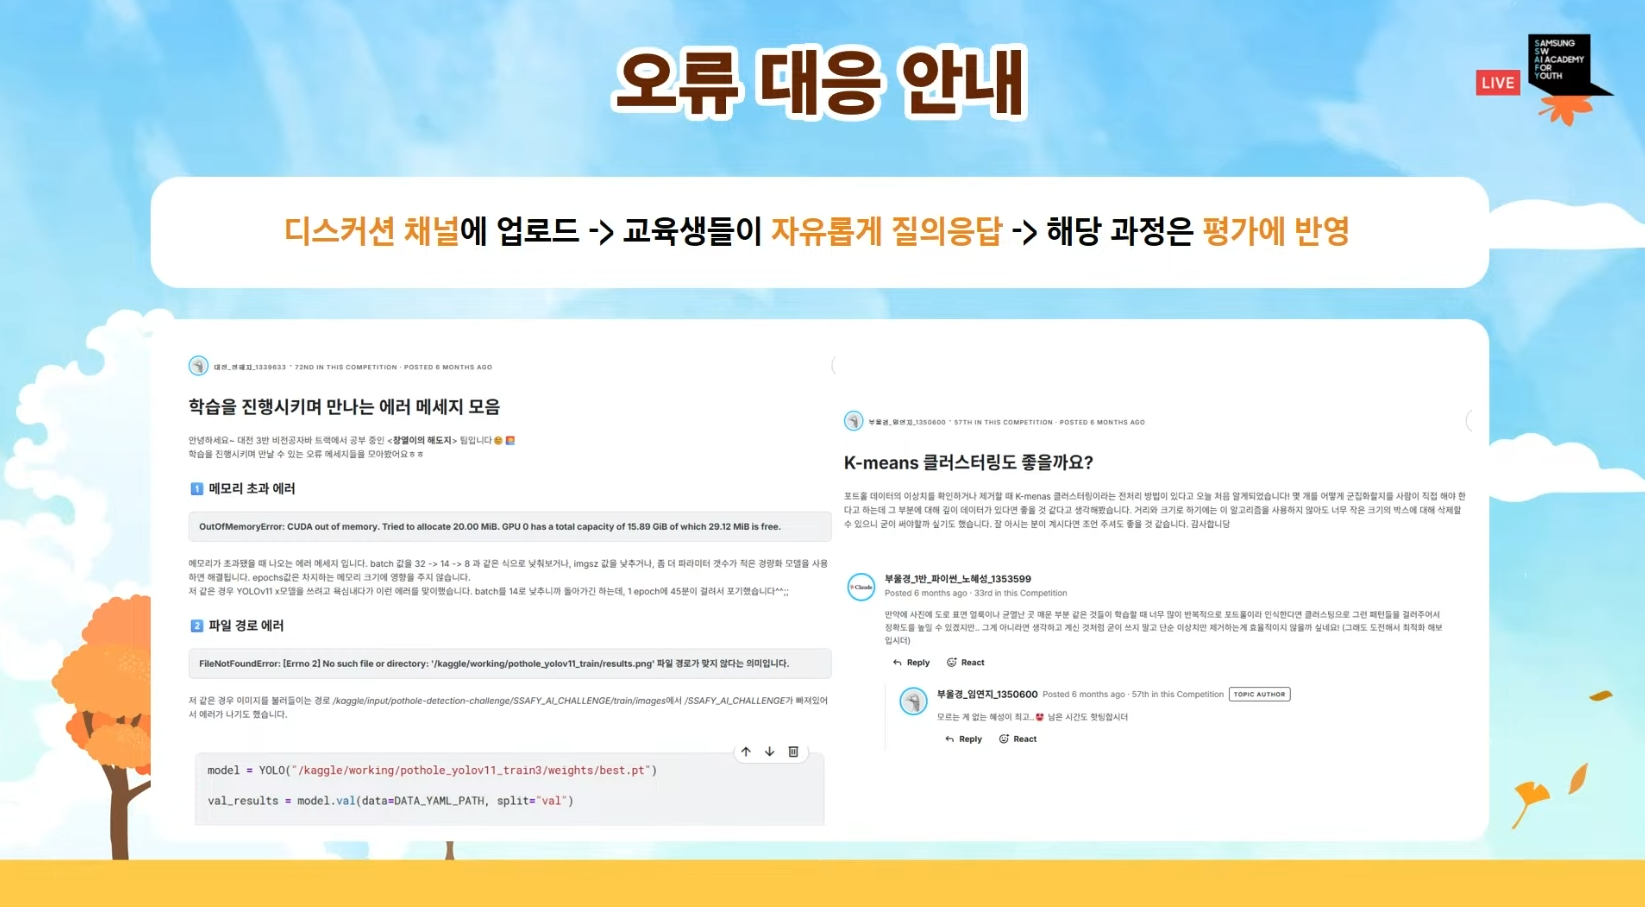 오류 대응 안내
LIVE
SAMSUNG
SW
AI ACADEMY
FOR
YOUTH
디스커션 채널에 업로드 -> 교육생들이 자유롭게 질의응답 -> 해당 과정은 평가에 반영
72ND IN THIS COMPETITION · POSTED 6 MONTHS AGO
학습을 진행시키며 만나는 에러 메세지 모음
안녕하세요~ 대전 3반 비전공자바 트랙에서 공부 중인 <장열이의 해도지> 팀입니다
학습을 진행시키며 만날 수 있는 오류 메세지들을 모아봤어요ㅎㅎ
1 메모리 초과 에러
OutOfMemoryError: CUDA out of memory. Tried to allocate 20.00 MiB. GPU 0 has a total capacity of 15.89 GiB of which 29.12 MiB is free.
메모리가 초과됐을 때 나오는 에러 메세지 입니다. batch 값을 32 -> 14 -> 8 과 같은 식으로 낮춰보거나, imgsz 값을 낮추거나, 좀 더 파라미터 갯수가 적은 경량화 모델을 사용
하면 해결됩니다. epochs값은 차지하는 메모리 크기에 영향을 주지 않습니다.
저 같은 경우 YOLOv11 x모델을 쓰려고 욕심내다가 이런 에러를 맞이했습니다. batch를 14로 낮추니까 돌아가긴 하는데, 1 epoch에 45분이 걸려서 포기했습니다^^;;
2 파일 경로 에러
FileNotFoundError: [Errno 2] No such file or directory: '/kaggle/working/pothole_yolov11_train/results.png' 파일 경로가 맞지 않다는 의미입니다.
저 같은 경우 이미지를 불러들이는 경로 /kaggle/input/pothole-detection-challenge/SSAFY_AI_CHALLENGE/train/images에서 /SSAFY_AI_CHALLENGE가 빠져있어
서 에러가 나기도 했습니다.
model = YOLO("/kaggle/working/pothole_yolov11_train3/weights/best.pt")
val_results = model.val(data=DATA_YAML_PATH, split="val")
부울경_임연지_1350600 · 57TH IN THIS COMPETITION · POSTED 6 MONTHS AGO
K-means 클러스터링도 좋을까요?
포트홀 데이터의 이상치를 확인하거나 제거할 때 K-menas 클러스터링이라는 전처리 방법이 있다고 오늘 처음 알게되었습니다! 몇 개를 어떻게 군집화할지를 사람이 직접 해야 한
다고 하는데 그 부분에 대해 깊이 데이터가 있다면 좋을 것 같다고 생각해봤습니다. 거리와 크기로 하기에는 이 알고리즘을 사용하지 않아도 너무 작은 크기의 박스에 대해 삭제할
수 있으니 굳이 써야할까 싶기도 했습니다. 잘 아시는 분이 계시다면 조언 주셔도 좋을 것 같습니다. 감사합니당
Claude
부울경_1반_파이썬_노혜성_1353599
Posted 6 months ago · 33rd in this Competition
만약에 사진에 도로 표면 얼룩이나 균열난 곳 메운 부분 같은 것들이 학습할 때 너무 많이 반복적으로 포트홀이라 인식한다면 클러스팅으로 그런 패턴들을 걸러주어서
정확도를 높일 수 있겠지만.. 그게 아니라면 생각하고 계신 것처럼 굳이 쓰지 말고 단순 이상치만 제거하는게 효율적이지 않을까 싶네요! (그래도 도전해서 최적화 해보
입시더)
Reply React
부울경_임연지_1350600 Posted 6 months ago · 57th in this Competition TOPIC AUTHOR
모르는 게 없는 혜성이 최고.. 남은 시간도 핫팅합시더
Reply React